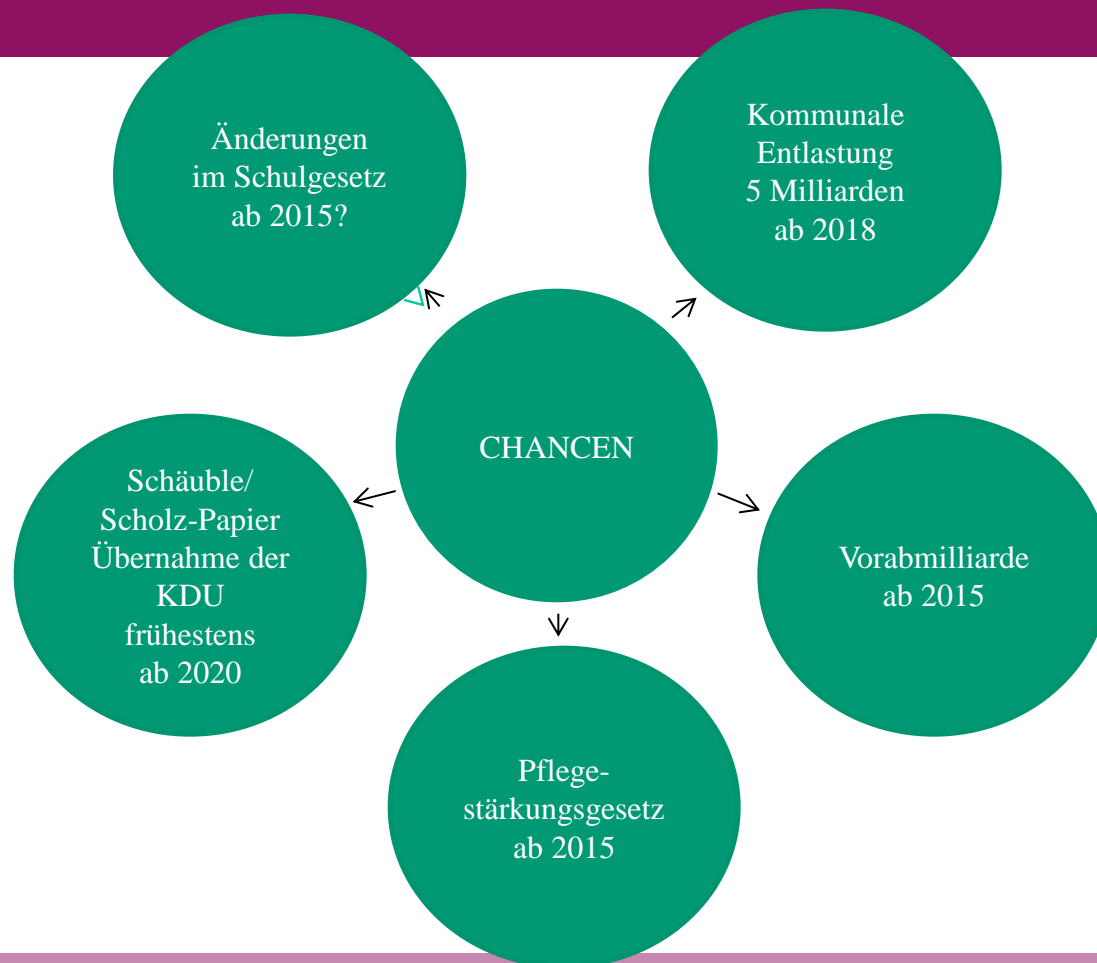 Änderungen
im Schulgesetz
ab 2015?
Kommunale
Entlastung
5 Milliarden
ab 2018
CHANCEN
Schäuble/
Scholz-Papier
Übernahme der
KDU
frühestens
ab 2020
Vorabmilliarde
ab 2015
Pflege-
stärkungsgesetz
ab 2015